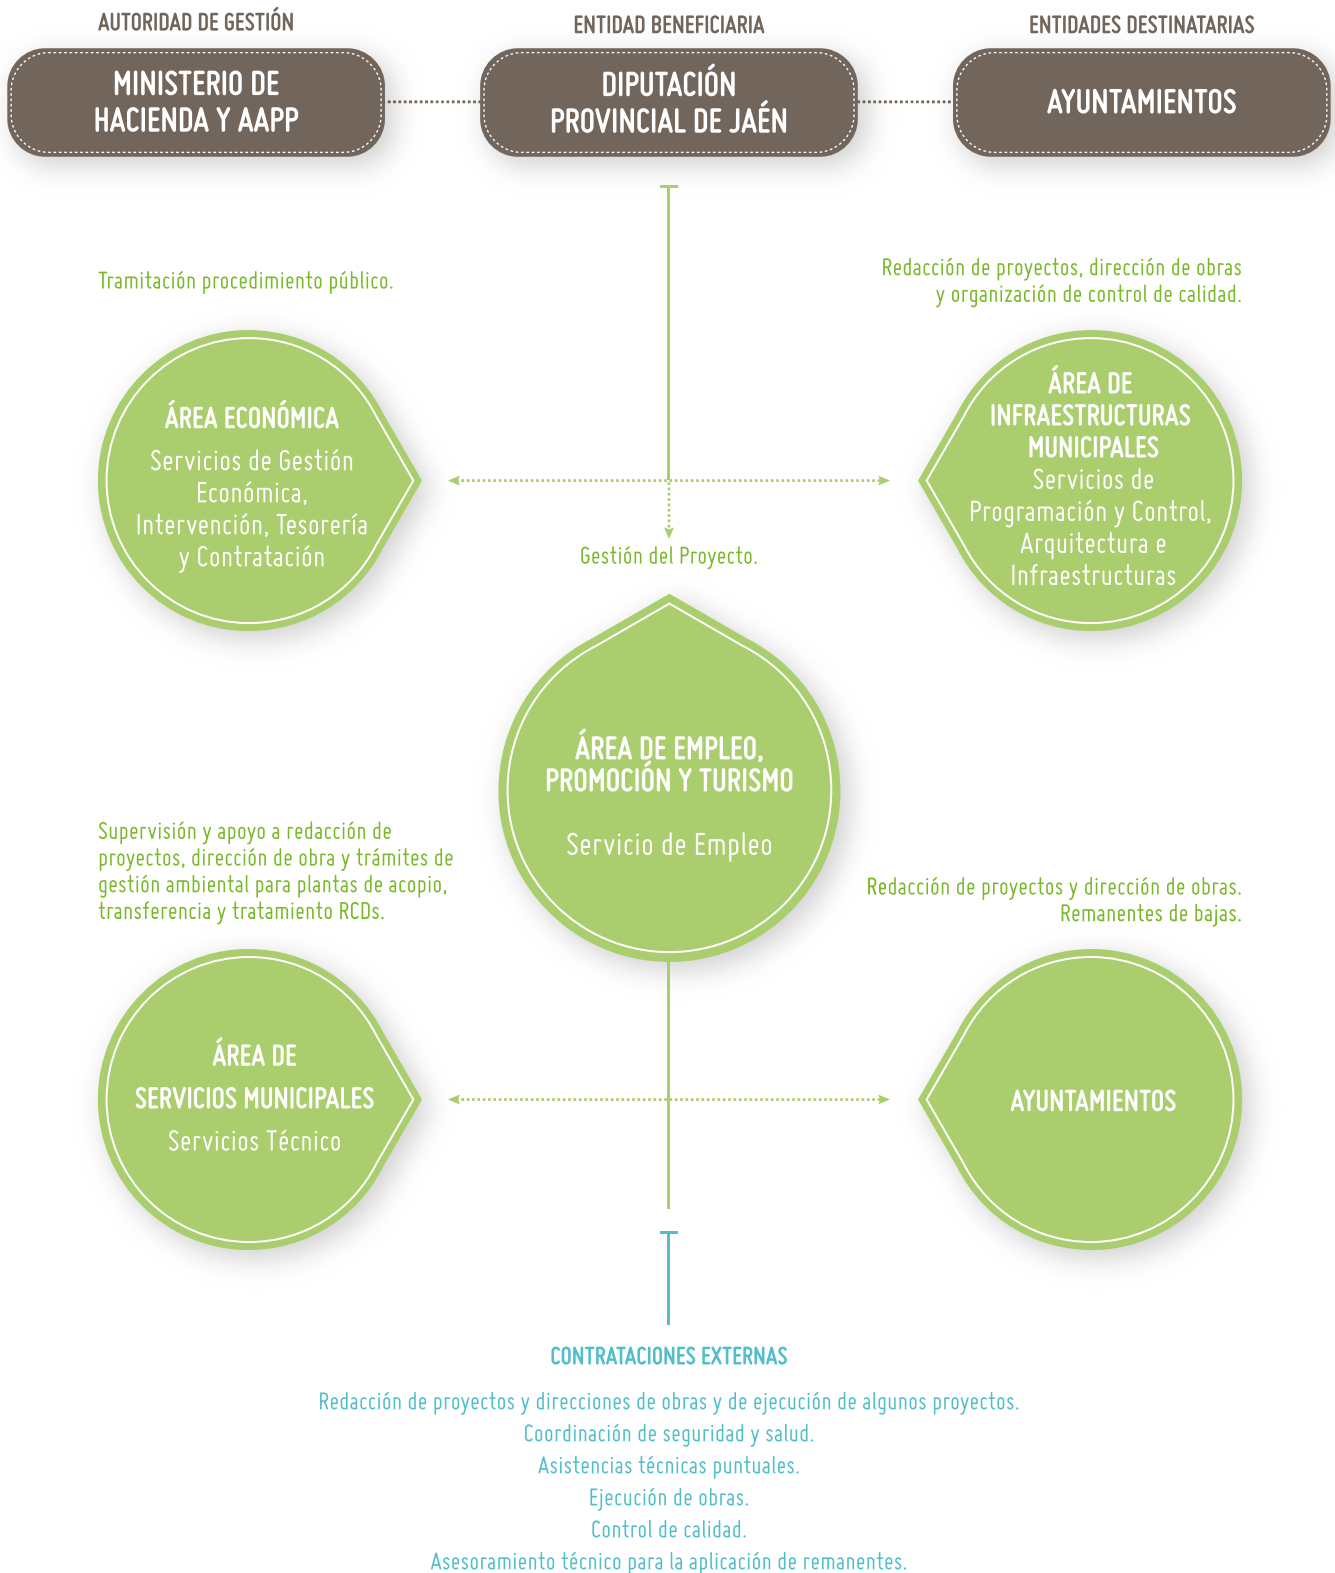 AUTORIDAD DE GESTIÓN
MINISTERIO DE
HACIENDA Y AAPP
ENTIDAD BENEFICIARIA
DIPUTACIÓN
PROVINCIAL DE JAÉN
ENTIDADES DESTINATARIAS
AYUNTAMIENTOS
Tramitación procedimiento público.
ÁREA ECONÓMICA
Servicios de Gestión
Económica,
Intervención, Tesorería
y Contratación
Redacción de proyectos, dirección de obras
y organización de control de calidad.
ÁREA DE
INFRAESTRUCTURAS
MUNICIPALES
Servicios de
Programación y Control,
Arquitectura e
Infraestructuras
Gestión del Proyecto.
ÁREA DE EMPLEO,
PROMOCIÓN Y TURISMO
Servicio de Empleo
Supervisión y apoyo a redacción de
proyectos, dirección de obra y trámites de
gestión ambiental para plantas de acopio,
transferencia y tratamiento RCDs.
ÁREA DE
SERVICIOS MUNICIPALES
Servicios Técnico
Redacción de proyectos y dirección de obras.
Remanentes de bajas.
AYUNTAMIENTOS
CONTRATACIONES EXTERNAS
Redacción de proyectos y direcciones de obras y de ejecución de algunos proyectos.
Coordinación de seguridad y salud.
Asistencias técnicas puntuales.
Ejecución de obras.
Control de calidad.
Asesoramiento técnico para la aplicación de remanentes.